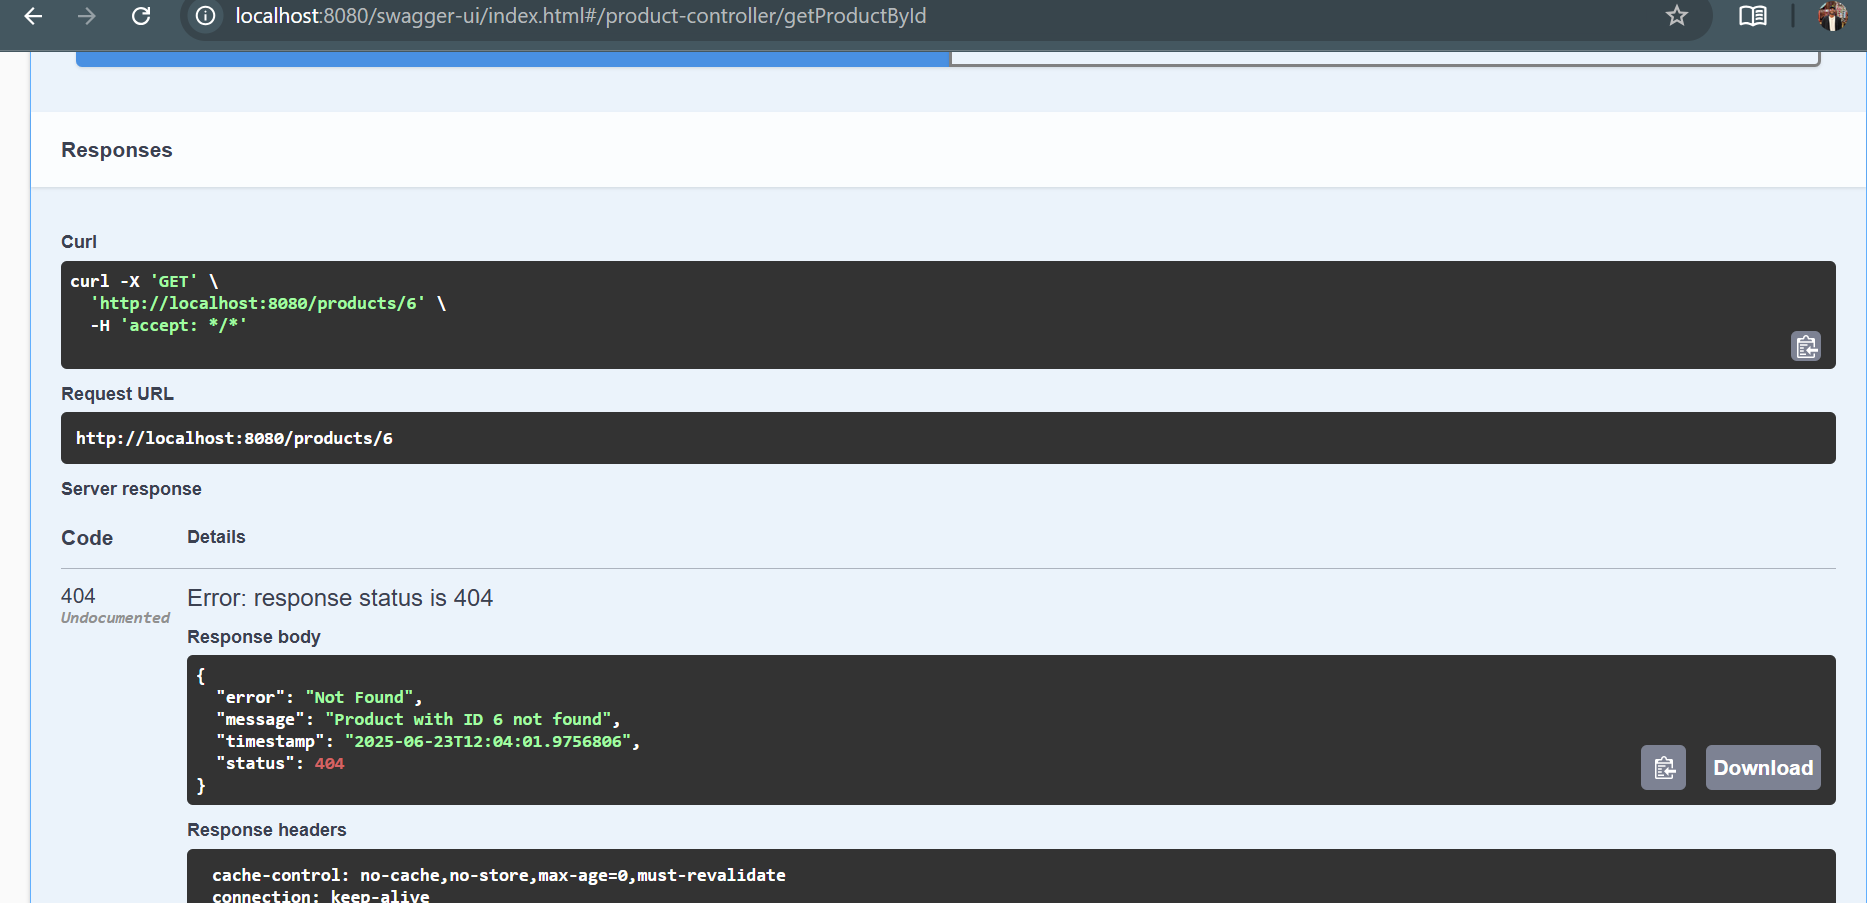 localhost:8080/swagger-ui/index.html#/product-controller/getProductById
Responses
Curl
curl -X 'GET' \
  'http://localhost:8080/products/6' \
  -H 'accept: */*'
Request URL
http://localhost:8080/products/6
Server response
Code Details
404 Error: response status is 404
Undocumented
Response body
{
  "error": "Not Found",
  "message": "Product with ID 6 not found",
  "timestamp": "2025-06-23T12:04:01.9756806",
  "status": 404
}
Download
Response headers
cache-control: no-cache,no-store,max-age=0,must-revalidate
connection: keep-alive